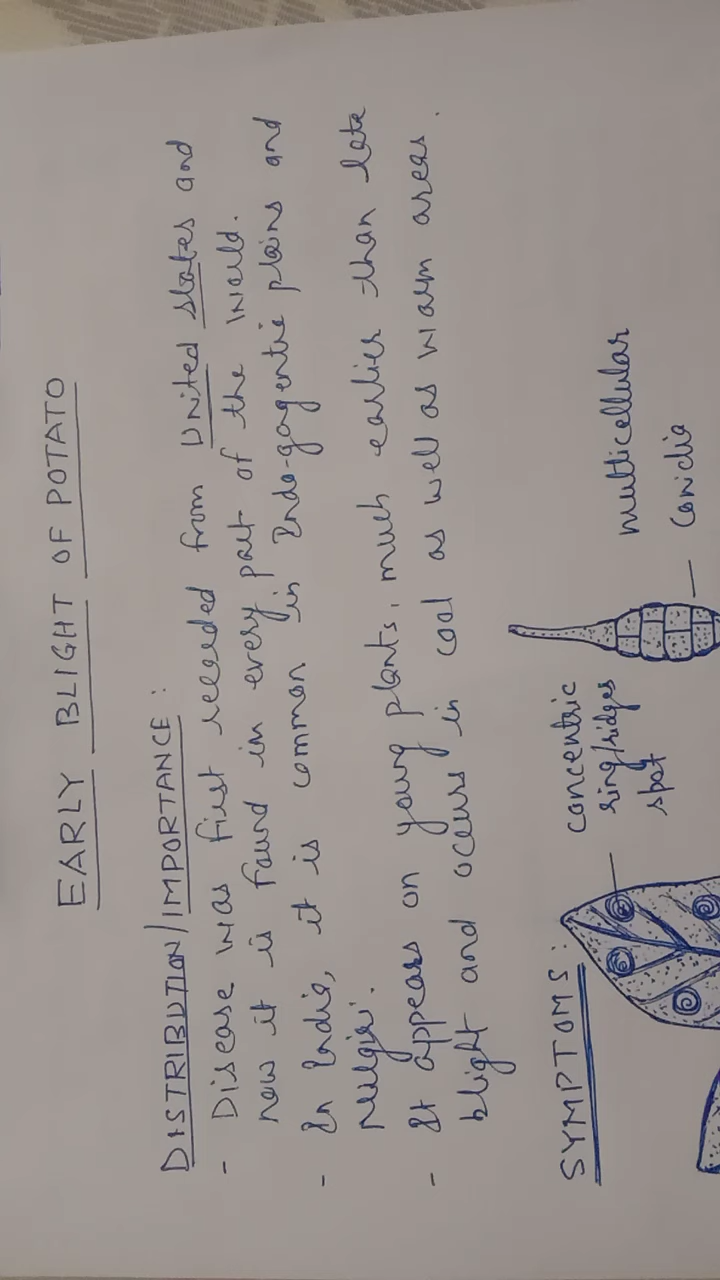 EARLY BLIGHT OF POTATO
DISTRIBUTION/IMPORTANCE:
- Disease was first recorded from United States and
now it is found in every part of the world.
- In India, it is common in Indo-gangentic plains and
Nilgiri.
- It appears on young plants, much earlier than late
blight and occurs in cool as well as warm areas.
SYMPTOMS:
concentric
ring/ridges
spot
multicellular
conidia